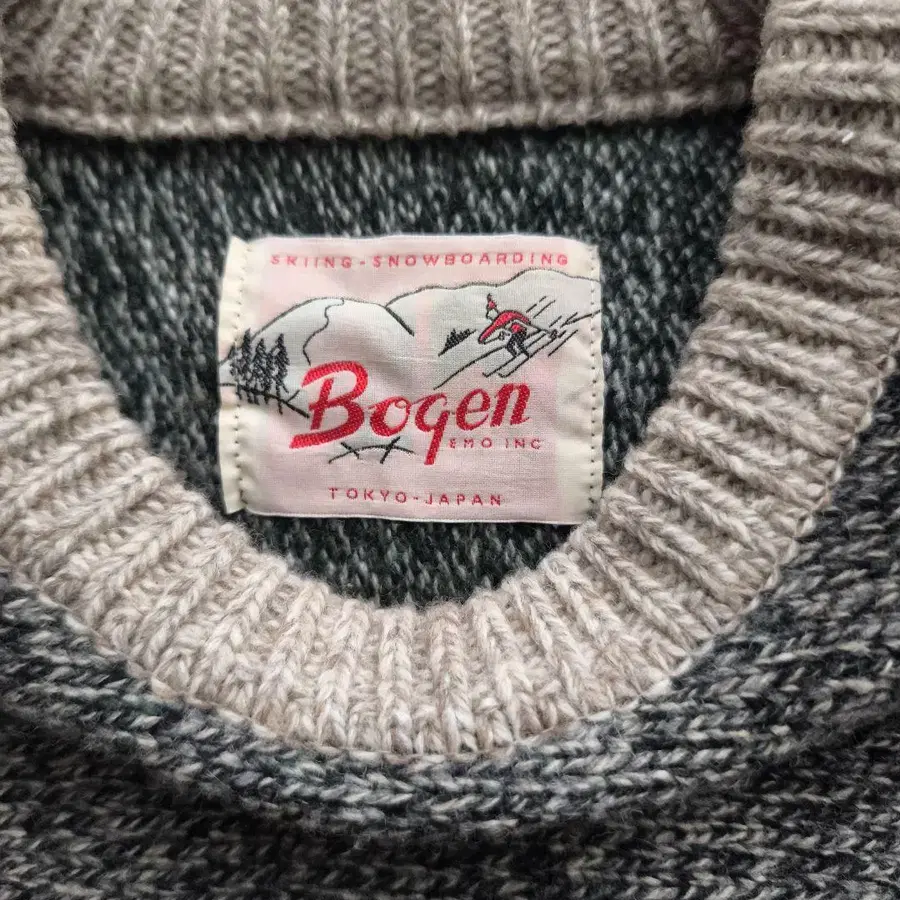 SKIING-SNOWBOARDING
Bogen
EMO INC
TOKYO-JAPAN